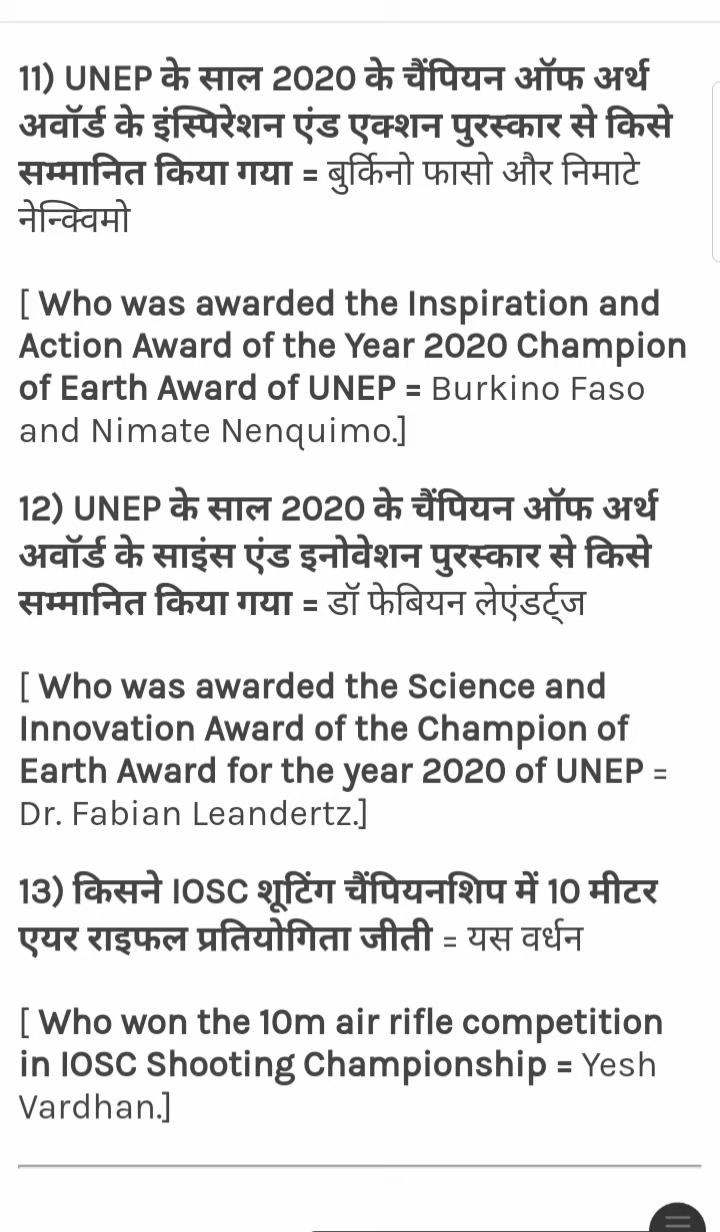 11) UNEP के साल 2020 के चैंपियन ऑफ अर्थ
अवॉर्ड के इंस्पिरेशन एंड एक्शन पुरस्कार से किसे
सम्मानित किया गया = बुर्किनो फासो और निमाटे
नेन्क्विमो
[ Who was awarded the Inspiration and
Action Award of the Year 2020 Champion
of Earth Award of UNEP = Burkino Faso
and Nimate Nenquimo.]
12) UNEP के साल 2020 के चैंपियन ऑफ अर्थ
अवॉर्ड के साइंस एंड इनोवेशन पुरस्कार से किसे
सम्मानित किया गया = डॉ फेबियन लेएंडर्ट्ज
[ Who was awarded the Science and
Innovation Award of the Champion of
Earth Award for the year 2020 of UNEP =
Dr. Fabian Leandertz.]
13) किसने IOSC शूटिंग चैंपियनशिप में 10 मीटर
एयर राइफल प्रतियोगिता जीती = यस वर्धन
[ Who won the 10m air rifle competition
in IOSC Shooting Championship = Yesh
Vardhan.]